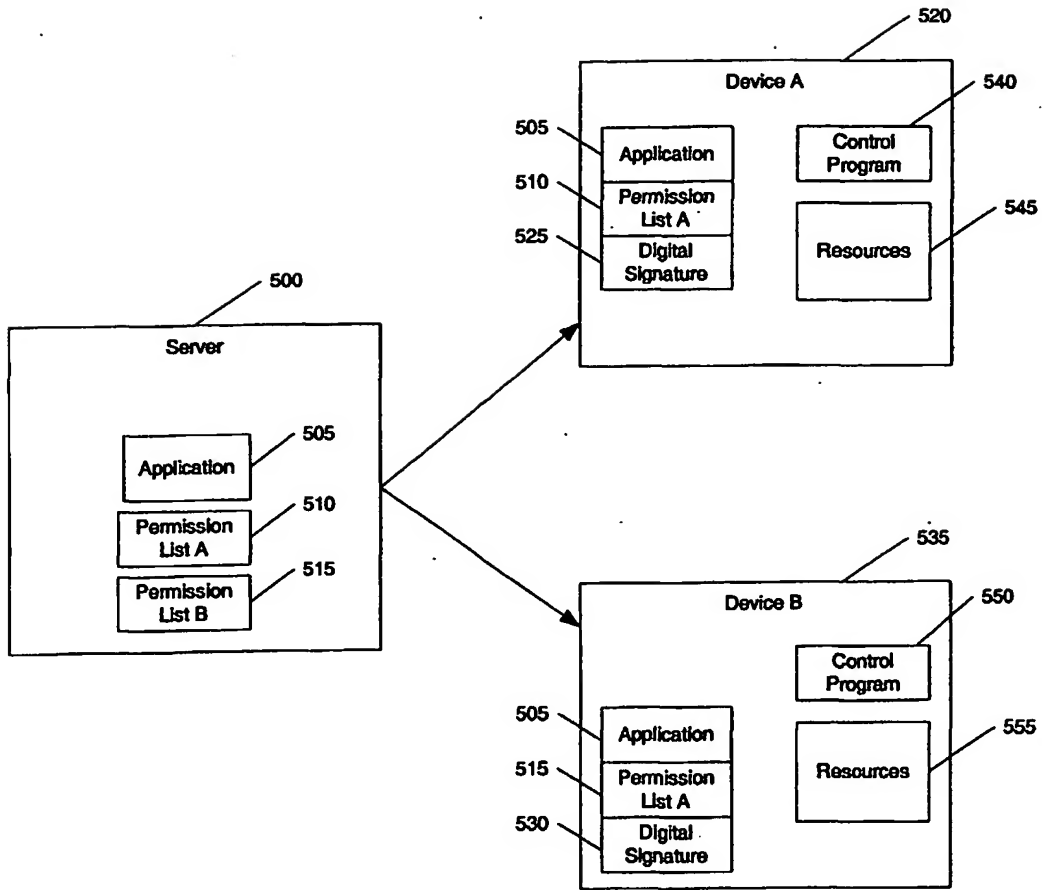 520
Device A
540
505
Application
Control
Program
510
Permission
List A
545
525
Digital
Signature
Resources
500
Server
505
Application
510
Permission
List A
515
Permission
List B
535
Device B
550
Control
Program
505
Application
555
515
Permission
List A
Resources
530
Digital
Signature